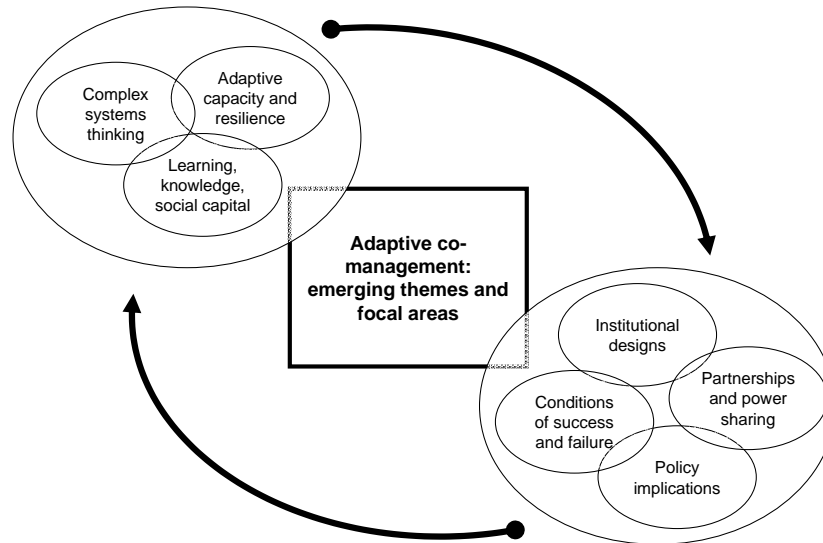 Complex
systems
thinking
Adaptive
capacity and
resilience
Learning,
knowledge,
social capital
Adaptive co-
management:
emerging themes and
focal areas
Institutional
designs
Partnerships
and power
sharing
Conditions
of success
and failure
Policy
implications